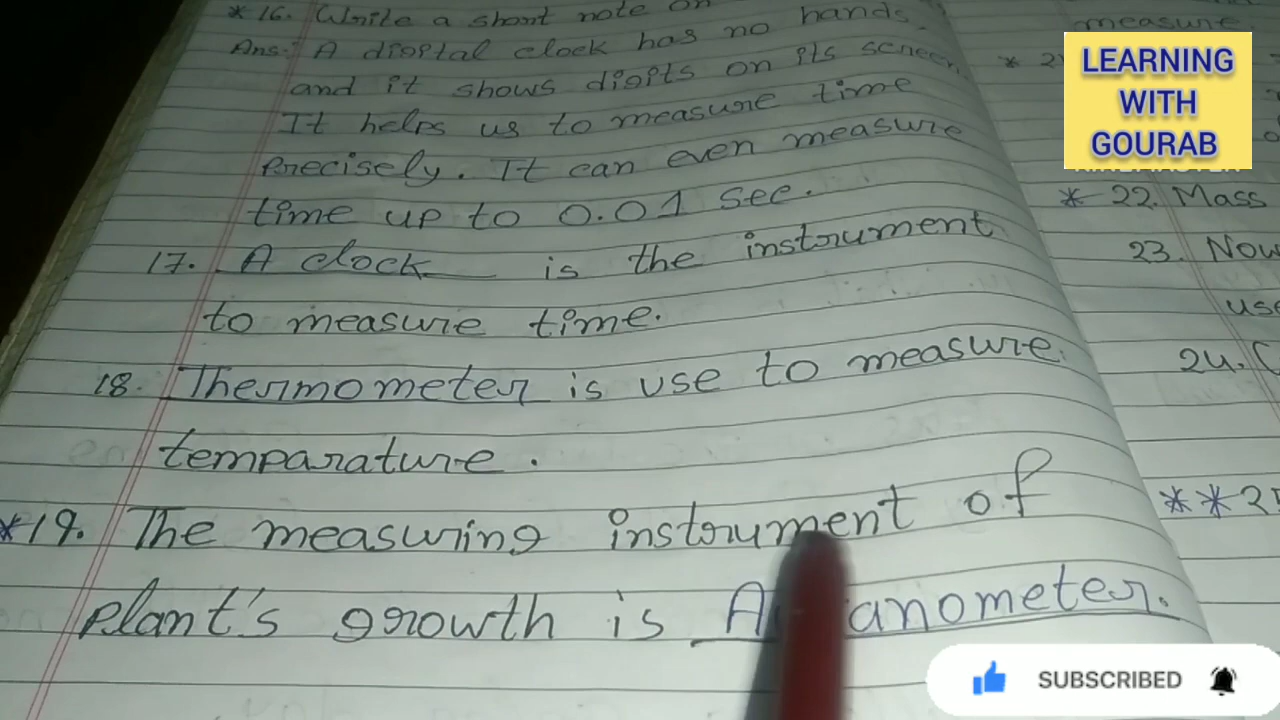 *16. Write a short note on
Ans:- A digital clock has no hands
and it shows digits on its screen
It helps us to measure time
precisely. It can even measure
time up to 0.01 sec.
17. A clock is the instrument
to measure time.
18. Thermometer is use to measure
temparature.
*19. The measuring instrument of
plant's growth is
measure.
* 22. Mass
23. Now
use
24.
**
LEARNING
WITH
GOURAB
SUBSCRIBED